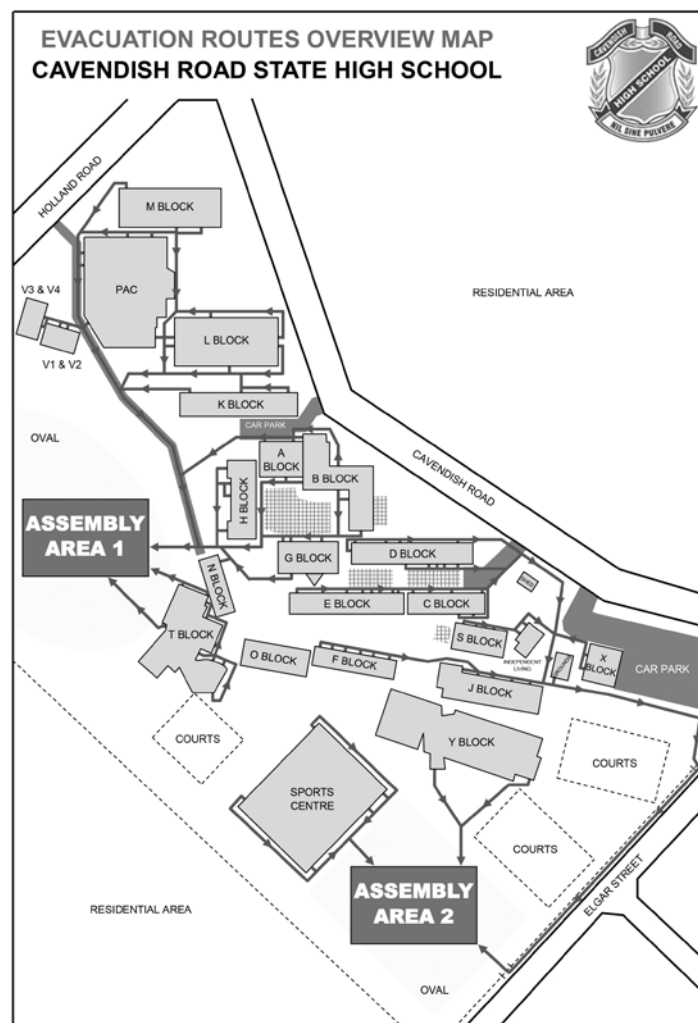 EVACUATION ROUTES OVERVIEW MAP
CAVENDISH ROAD STATE HIGH SCHOOL
CAVENDISH
ROAD
HIGH SCHOOL
NIL SINE PULVERE
HOLLAND ROAD
M BLOCK
PAC
V3 & V4
V1 & V2
L BLOCK
K BLOCK
CAR PARK
RESIDENTIAL AREA
OVAL
A
BLOCK
B BLOCK
H BLOCK
CAVENDISH ROAD
ASSEMBLY
AREA 1
G BLOCK
D BLOCK
N BLOCK
E BLOCK
C BLOCK
SHED
T BLOCK
O BLOCK
F BLOCK
S BLOCK
INDEPENDENT
LIVING
X
BLOCK
CAR PARK
J BLOCK
COURTS
Y BLOCK
COURTS
SPORTS
CENTRE
COURTS
ASSEMBLY
AREA 2
ELGAR STREET
RESIDENTIAL AREA
OVAL